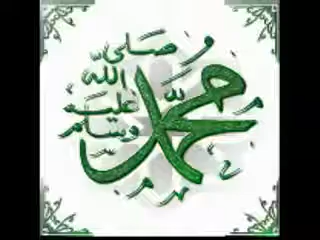 محمد
صلى
الله
عليه
وسلم